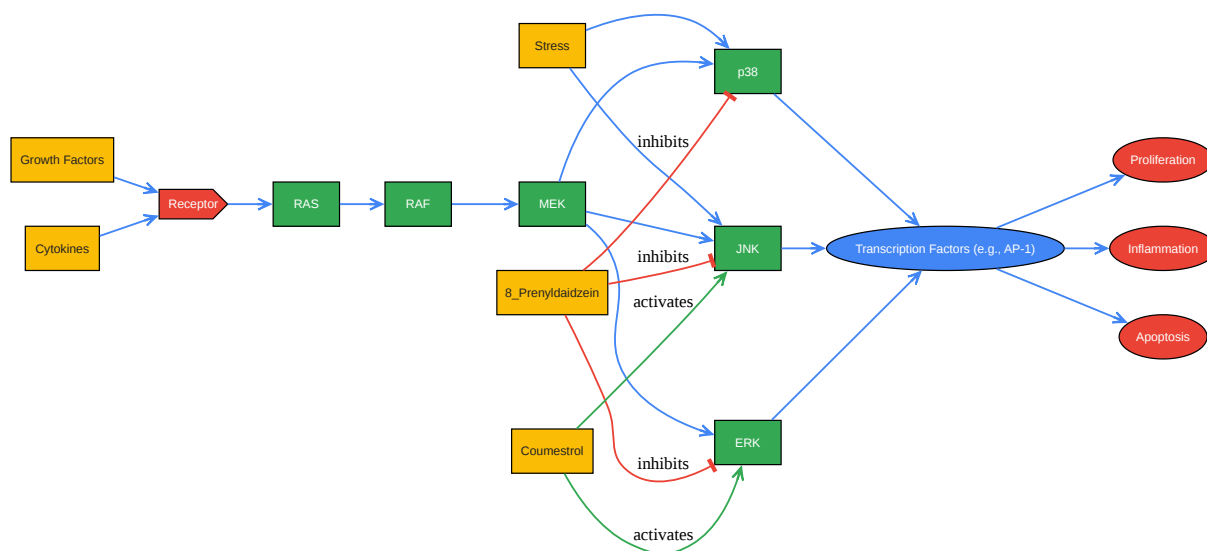 Stress
p38
inhibits
Growth Factors
Proliferation
Receptor
RAS
RAF
MEK
Cytokines
JNK
Transcription Factors (e.g., AP-1)
Inflammation
inhibits
8_Prenyldaidzein
activates
Apoptosis
Coumestrol
ERK
inhibits
activates